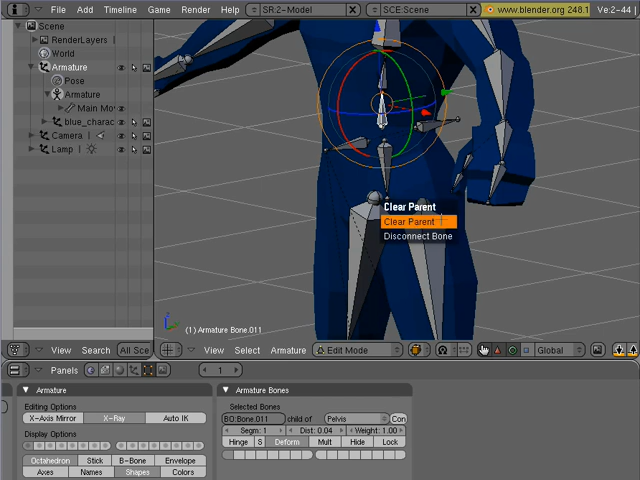 File Add Timeline Game Render Help SR:2-Model SCE:Scene www.blender.org 248.1 Ve:2-44
Scene
RenderLayers
World
Armature
Pose
Armature
Main Mov
blue_charac
Camera
Lamp
Clear Parent
Clear Parent
Disconnect Bone
z
(1) Armature Bone.011
View Search All Sce
View Select Armature Edit Mode Global
Panels 1
Armature
Editing Options
X-Axis Mirror X-Ray Auto IK
Display Options
Octahedron Stick B-Bone Envelope
Axes Names Shapes Colors
Armature Bones
Selected Bones
BO:Bone.011 child of Pelvis Con
Segm: 1 Dist: 0.04 Weight: 1.00
Hinge S Deform Mult Hide Lock